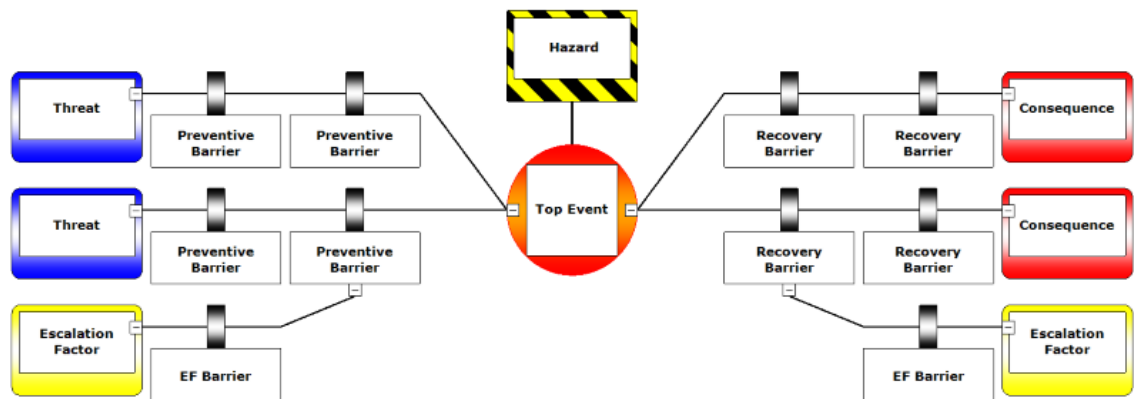 Hazard
Threat
Preventive
Barrier
Preventive
Barrier
Recovery
Barrier
Recovery
Barrier
Consequence
Top Event
Threat
Preventive
Barrier
Preventive
Barrier
Recovery
Barrier
Recovery
Barrier
Consequence
Escalation
Factor
EF Barrier
EF Barrier
Escalation
Factor